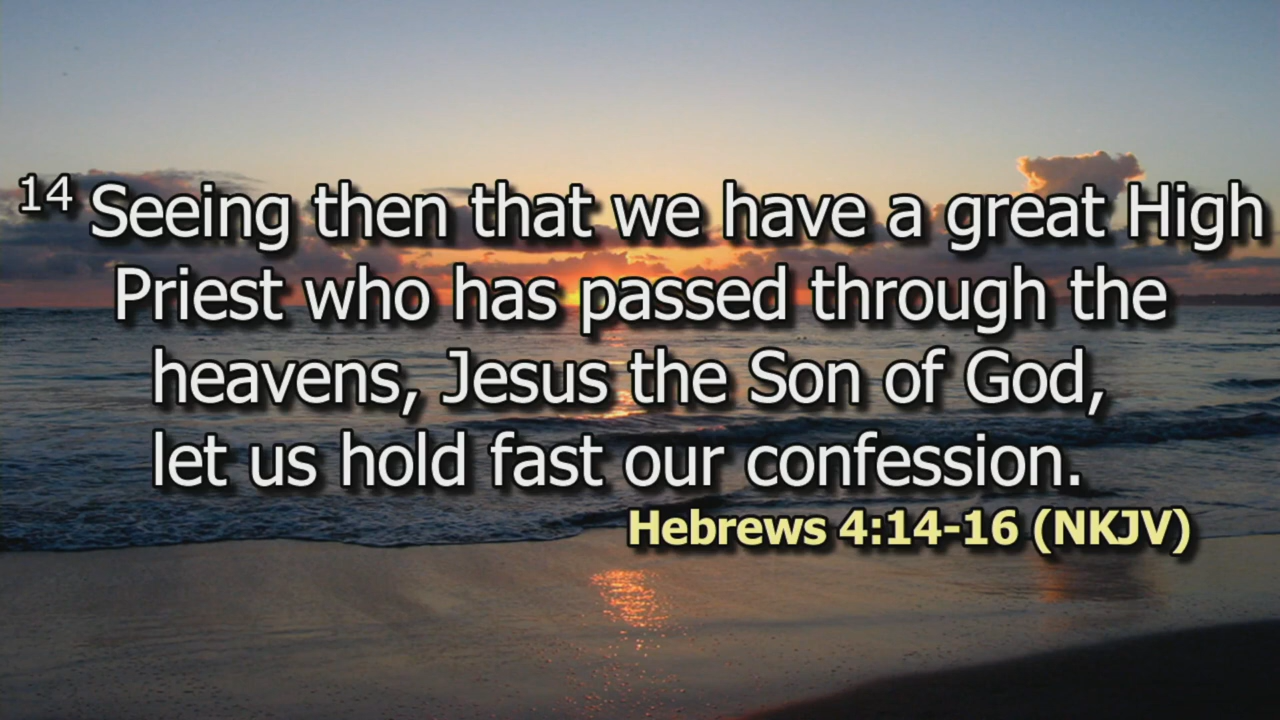 14 Seeing then that we have a great High
Priest who has passed through the
heavens, Jesus the Son of God,
let us hold fast our confession.
Hebrews 4:14-16 (NKJV)